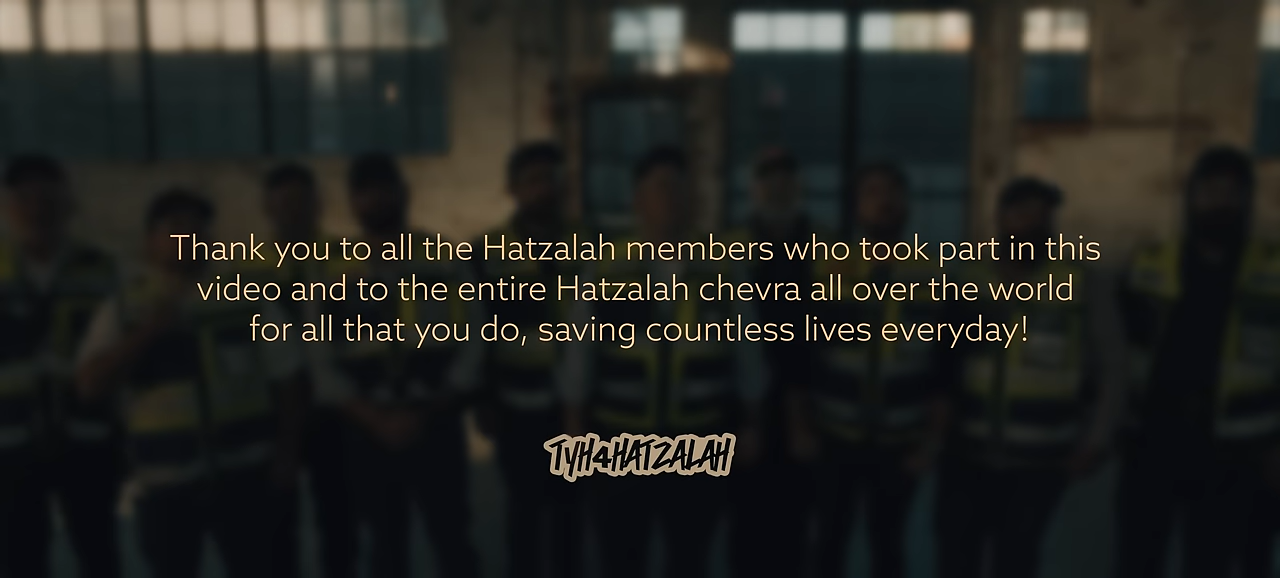 Thank you to all the Hatzalah members who took part in this
video and to the entire Hatzalah chevra all over the world
for all that you do, saving countless lives everyday!
TYH4HATZALAH